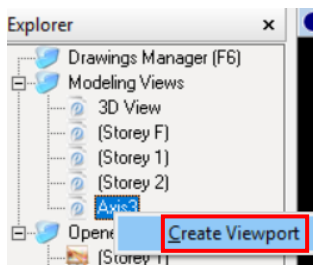 Explorer ×
Drawings Manager (F6)
Modeling Views
3D View
(Storey F)
(Storey 1)
(Storey 2)
Axis3
Create Viewport
Opene
(Storey 1)